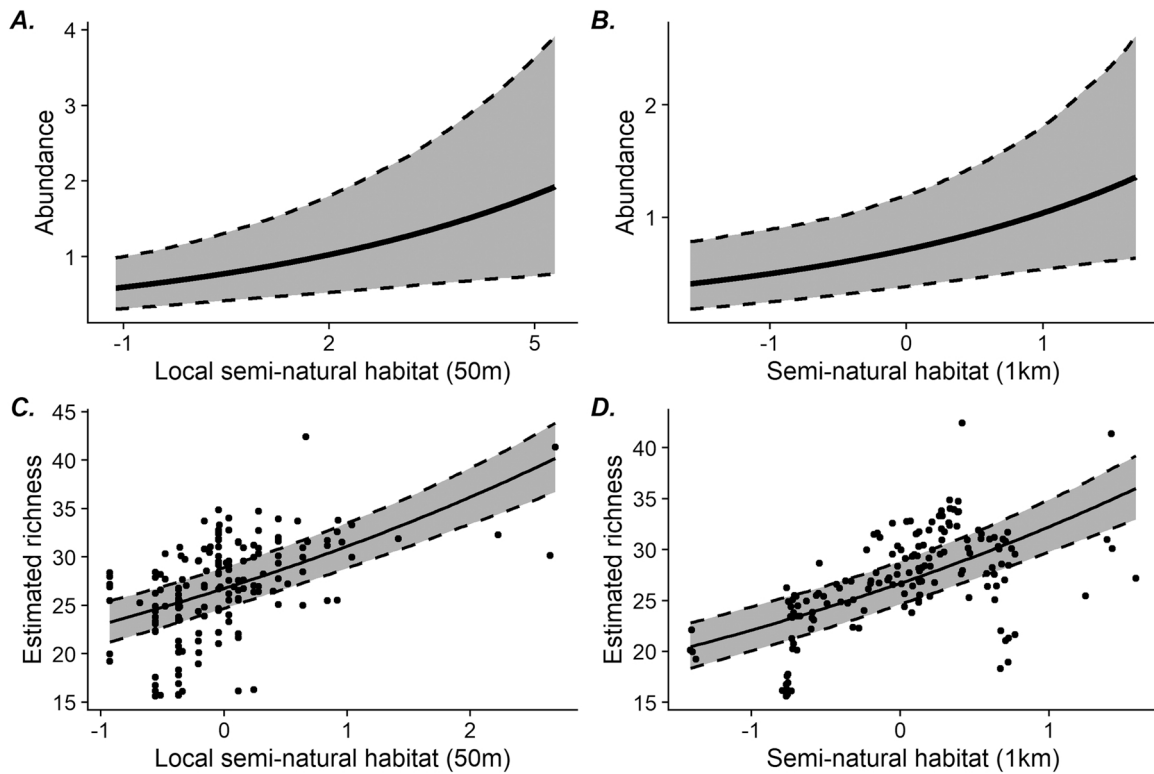 A.
4
3
2
1
Abundance
-1 2 5
Local semi-natural habitat (50m)
B.
2
1
Abundance
-1 0 1
Semi-natural habitat (1km)
C.
45
40
35
30
25
20
15
Estimated richness
-1 0 1 2
Local semi-natural habitat (50m)
D.
40
35
30
25
20
15
Estimated richness
-1 0 1
Semi-natural habitat (1km)